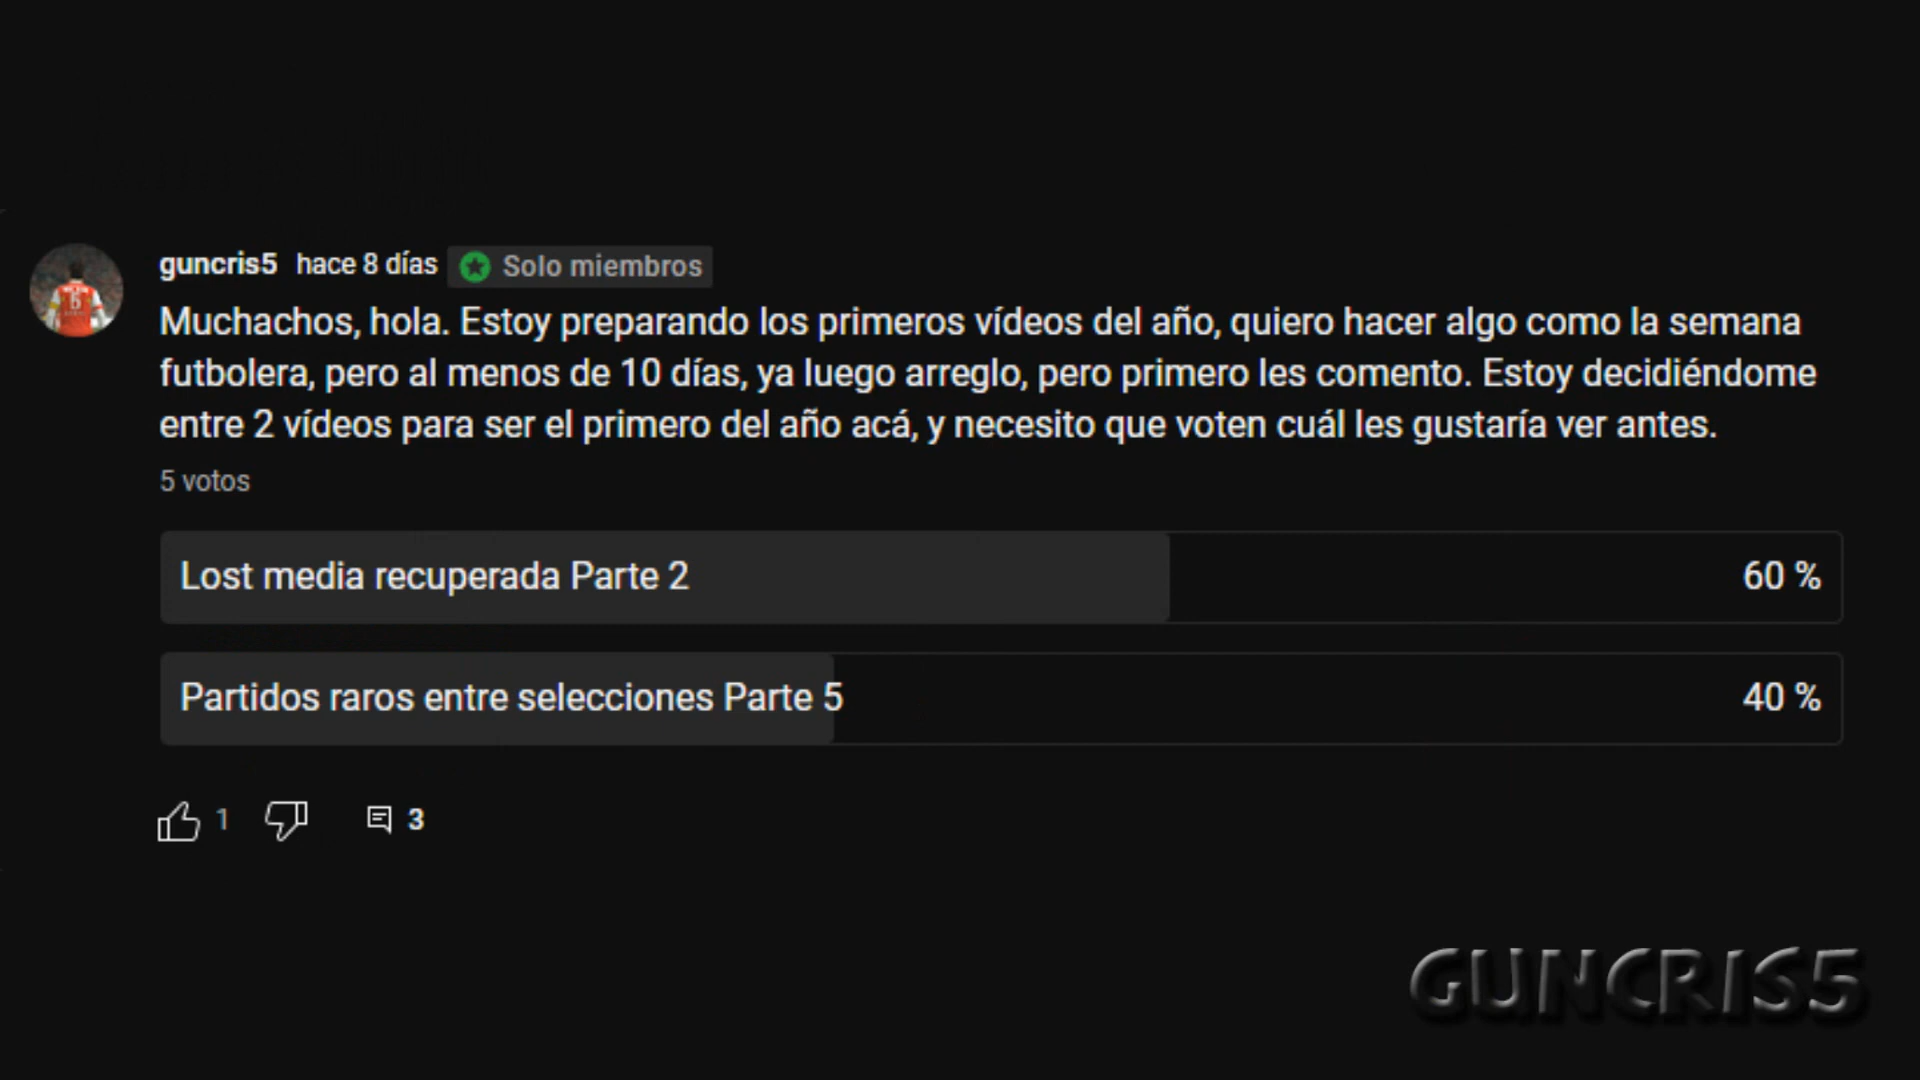 guncris5 hace 8 días Solo miembros
Muchachos, hola. Estoy preparando los primeros vídeos del año, quiero hacer algo como la semana
futbolera, pero al menos de 10 días, ya luego arreglo, pero primero les comento. Estoy decidiéndome
entre 2 vídeos para ser el primero del año acá, y necesito que voten cuál les gustaría ver antes.
5 votos
Lost media recuperada Parte 2 60 %
Partidos raros entre selecciones Parte 5 40 %
1 3
GUNCRIS5